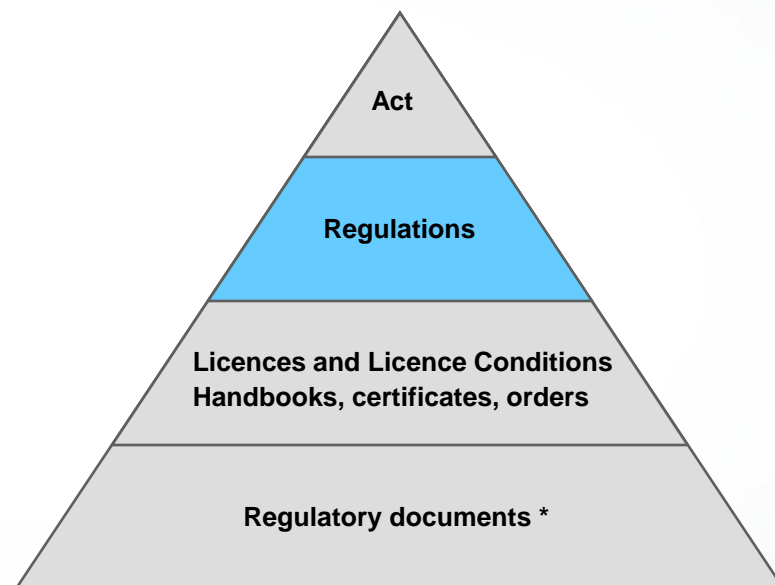 Act
Regulations
Licences and Licence Conditions
Handbooks, certificates, orders
Regulatory documents *